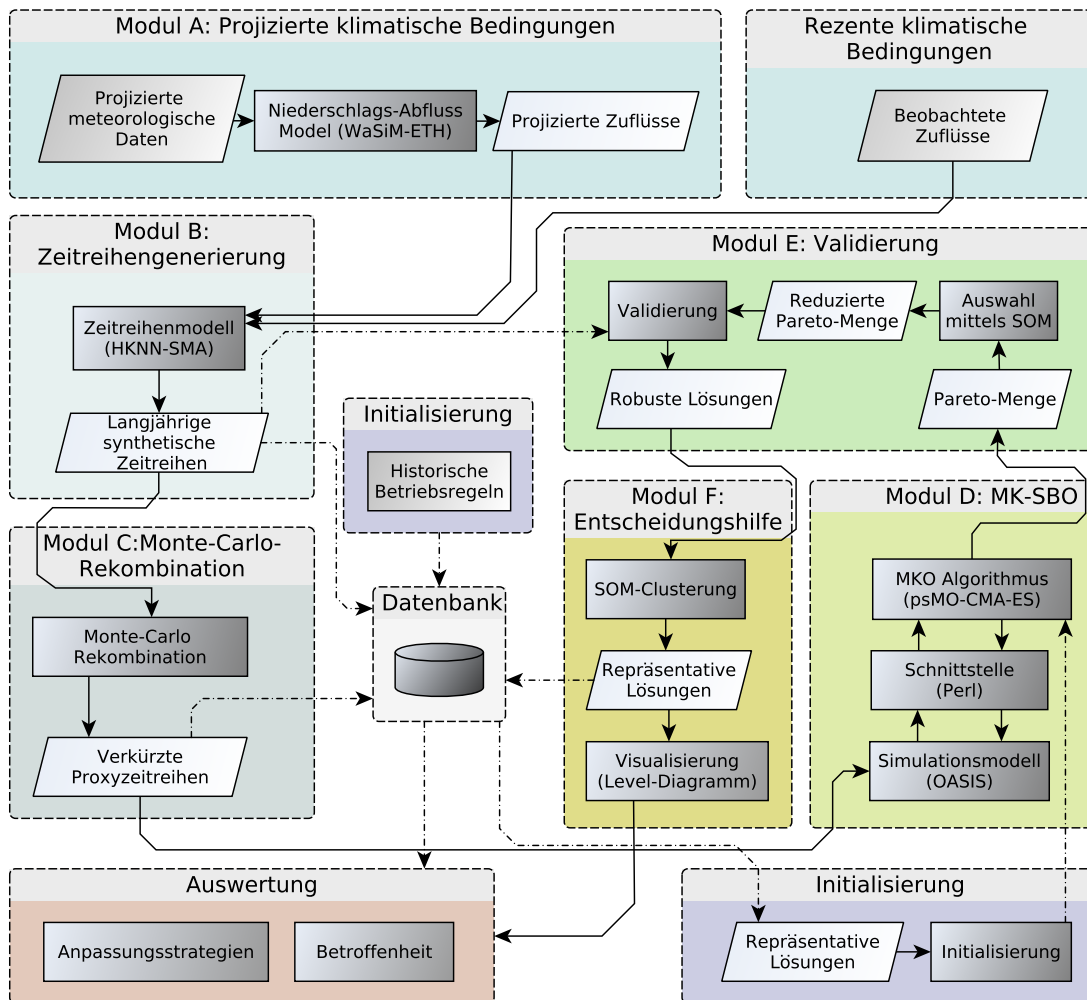 Modul A: Projizierte klimatische Bedingungen
Projizierte
meteorologische
Daten
Niederschlags-Abfluss
Model (WaSiM-ETH)
Projizierte Zuflüsse
Rezente klimatische
Bedingungen
Beobachtete
Zuflüsse
Modul B:
Zeitreihengenerierung
Zeitreihenmodell
(HKNN-SMA)
Langjährige
synthetische
Zeitreihen
Modul E: Validierung
Validierung
Reduzierte
Pareto-Menge
Auswahl
mittels SOM
Robuste Lösungen
Pareto-Menge
Initialisierung
Historische
Betriebsregeln
Modul C:Monte-Carlo-
Rekombination
Monte-Carlo
Rekombination
Verkürzte
Proxyzeitreihen
Datenbank
Modul F:
Entscheidungshilfe
SOM-Clusterung
Repräsentative
Lösungen
Visualisierung
(Level-Diagramm)
Modul D: MK-SBO
MKO Algorithmus
(psMO-CMA-ES)
Schnittstelle
(Perl)
Simulationsmodell
(OASIS)
Auswertung
Anpassungsstrategien
Betroffenheit
Initialisierung
Repräsentative
Lösungen
Initialisierung